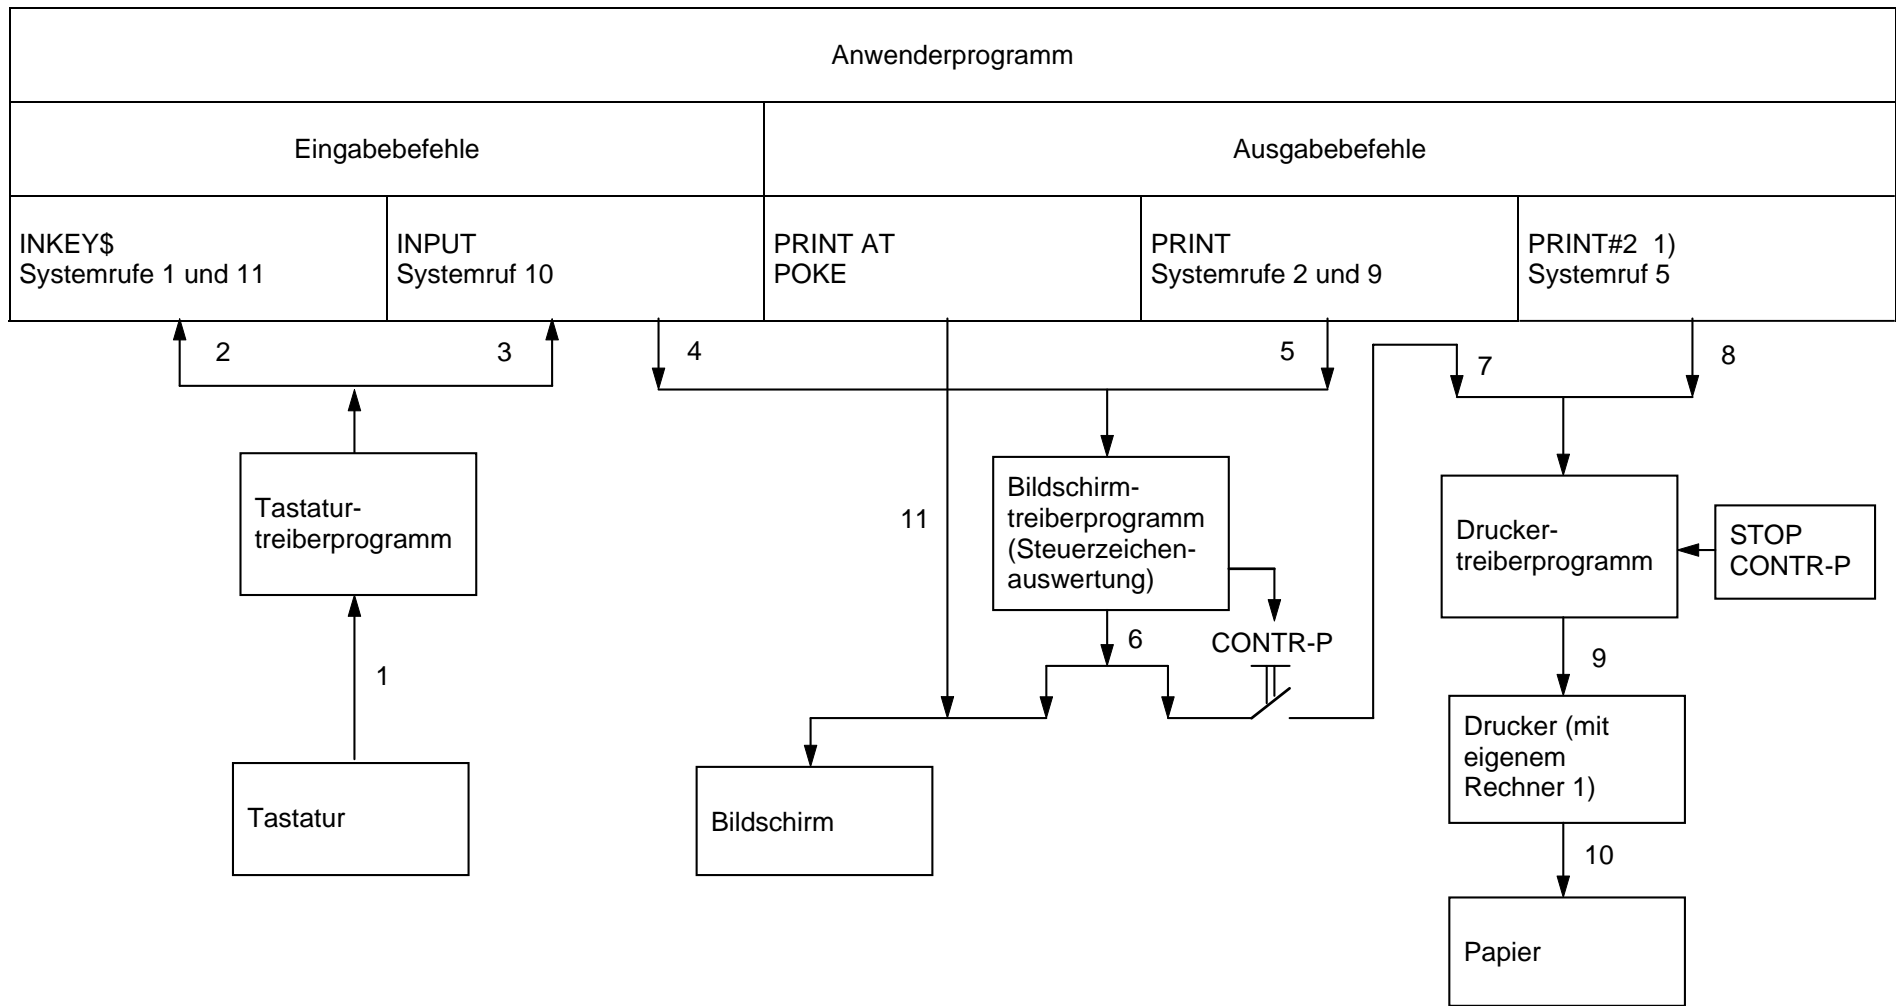 Anwenderprogramm
Eingabebefehle
Ausgabebefehle
INKEY$
Systemrufe 1 und 11
INPUT
Systemruf 10
PRINT AT
POKE
PRINT
Systemrufe 2 und 9
PRINT#2 1)
Systemruf 5
2
3
4
5
7
8
Tastatur-
treiberprogramm
11
Bildschirm-
treiberprogramm
(Steuerzeichen-
auswertung)
Drucker-
treiberprogramm
STOP
CONTR-P
6
CONTR-P
1
9
Tastatur
Bildschirm
Drucker (mit
eigenem
Rechner 1)
10
Papier